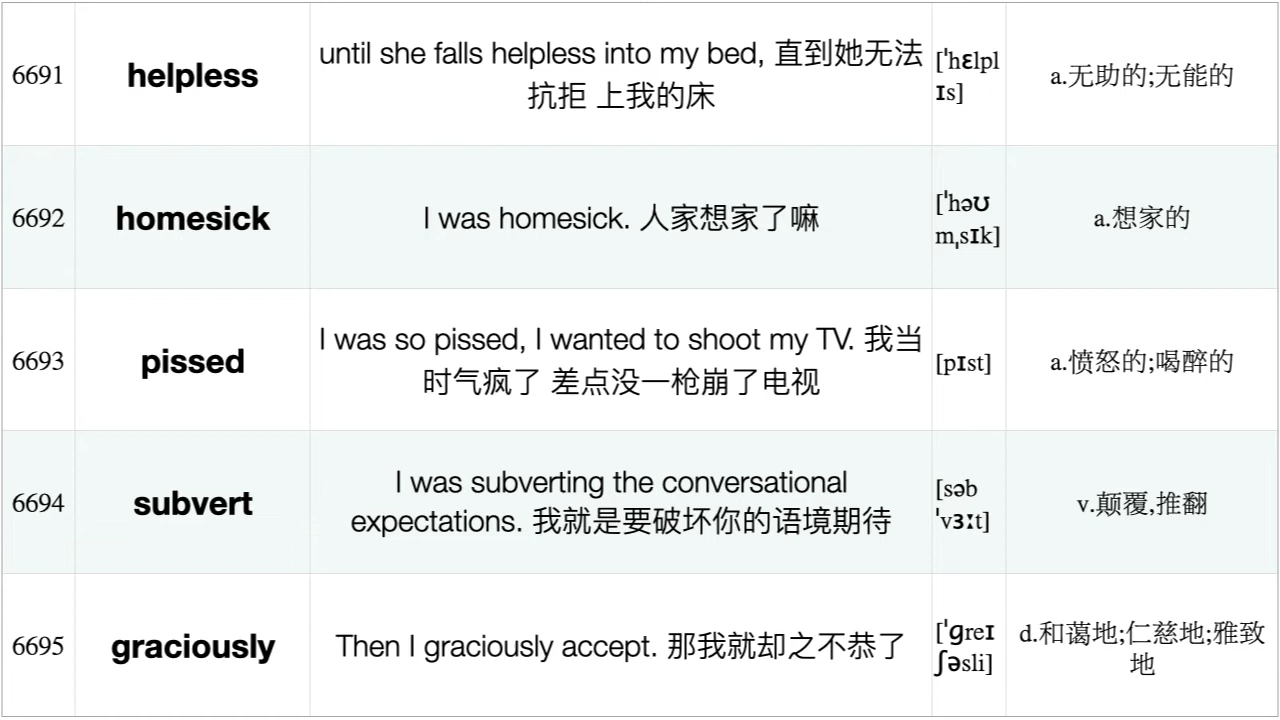 6691 helpless until she falls helpless into my bed, 直到她无法 [ˈhɛlpl a.无助的;无能的
抗拒 上我的床 ɪs]
6692 homesick I was homesick. 人家想家了嘛 [ˈhəʊ a.想家的
mˌsɪk]
6693 pissed I was so pissed, I wanted to shoot my TV. 我当 [pɪst] a.愤怒的;喝醉的
时气疯了 差点没一枪崩了电视
6694 subvert I was subverting the conversational [səb v.颠覆,推翻
expectations. 我就是要破坏你的语境期待 ˈvɜːt]
6695 graciously Then I graciously accept. 那我就却之不恭了 [ˈɡreɪ d.和蔼地;仁慈地;雅致
ʃəsli] 地